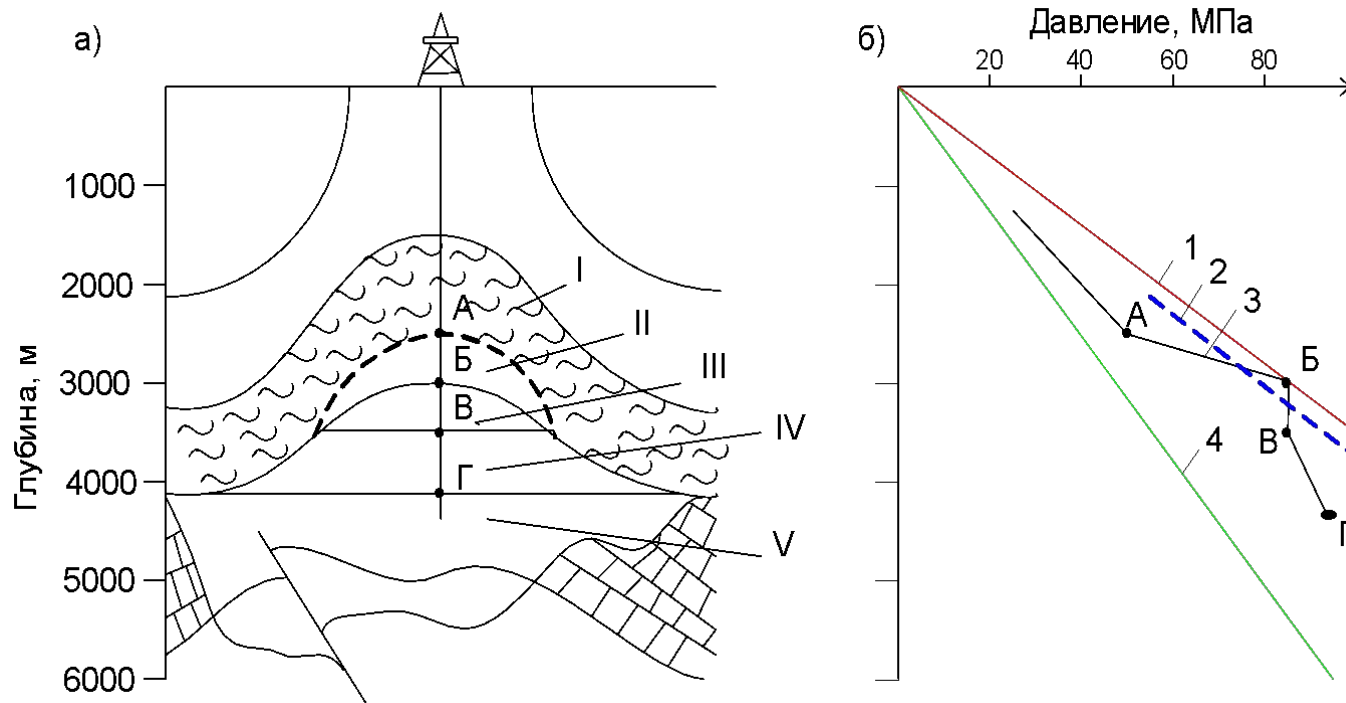 а)
Глубина, м
1000
2000
3000
4000
5000
6000
А
Б
В
Г
I
II
III
IV
V
б)
Давление, МПа
20 40 60 80
1
2
3
4
А
Б
В